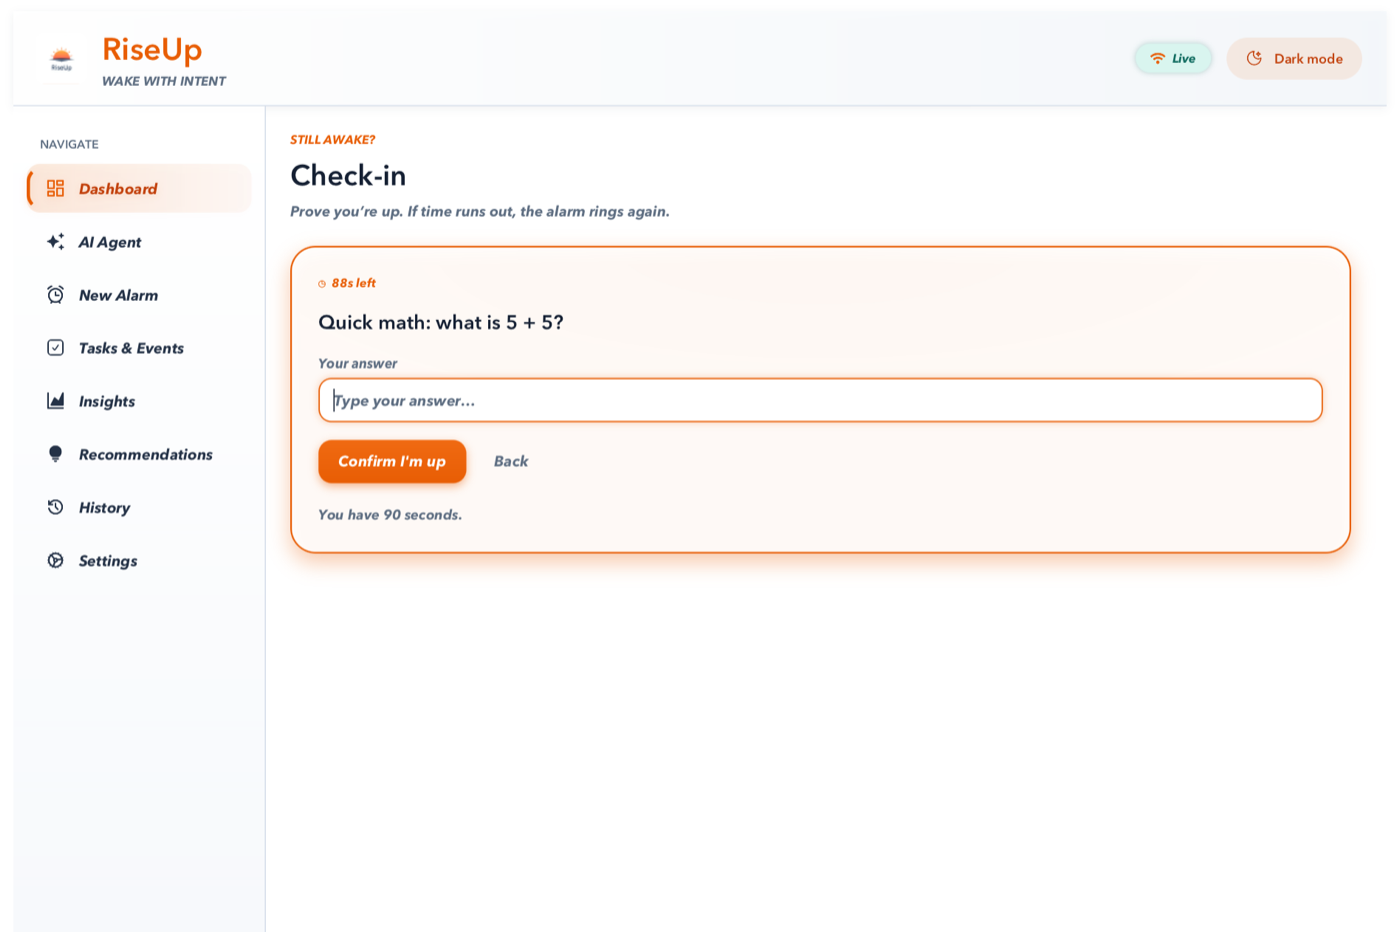 RiseUp
RiseUp
WAKE WITH INTENT
Live
Dark mode
NAVIGATE
Dashboard
AI Agent
New Alarm
Tasks & Events
Insights
Recommendations
History
Settings
STILL AWAKE?
Check-in
Prove you’re up. If time runs out, the alarm rings again.
88s left
Quick math: what is 5 + 5?
Your answer
Type your answer...
Confirm I'm up
Back
You have 90 seconds.